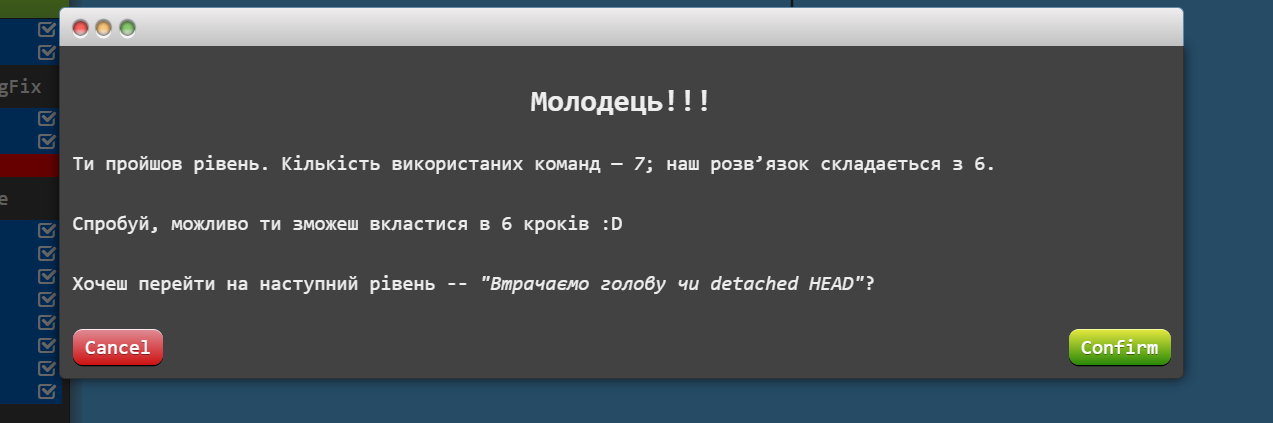 gFix
e
Молодець!!!
Ти пройшов рівень. Кількість використаних команд — 7; наш розв’язок складається з 6.
Спробуй, можливо ти зможеш вкластися в 6 кроків :D
Хочеш перейти на наступний рівень -- "Втрачаємо голову чи detached HEAD"?
Cancel
Confirm